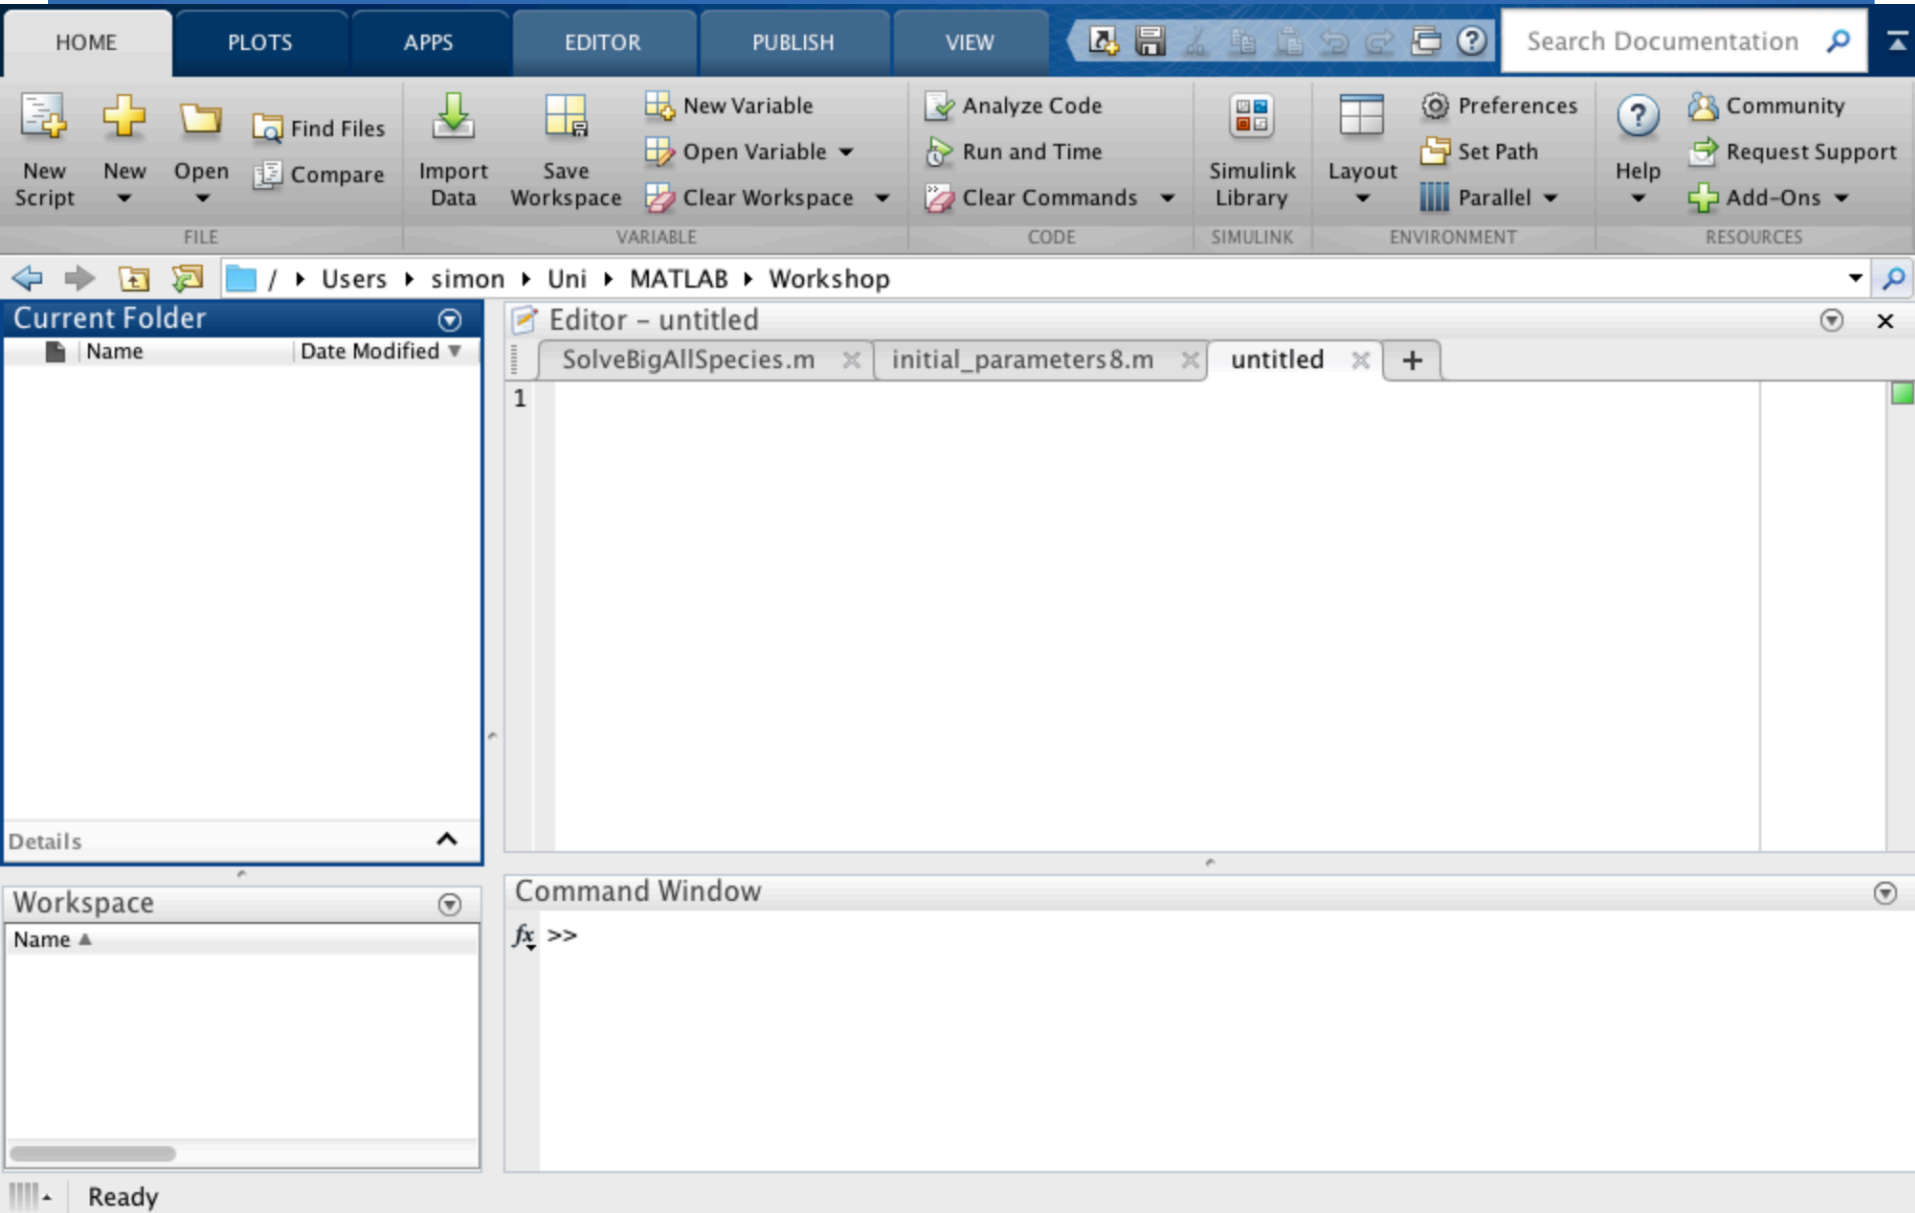 HOME PLOTS APPS EDITOR PUBLISH VIEW Search Documentation
New Script
New
Open
Find Files
Compare
FILE
Import Data
Save Workspace
New Variable
Open Variable
Clear Workspace
VARIABLE
Analyze Code
Run and Time
Clear Commands
CODE
Simulink Library
SIMULINK
Layout
Preferences
Set Path
Parallel
ENVIRONMENT
Help
Community
Request Support
Add-Ons
RESOURCES
/ Users simon Uni MATLAB Workshop
Current Folder
Name Date Modified
Details
Workspace
Name
Editor - untitled
SolveBigAllSpecies.m initial_parameters8.m untitled +
1
Command Window
fx >>
Ready